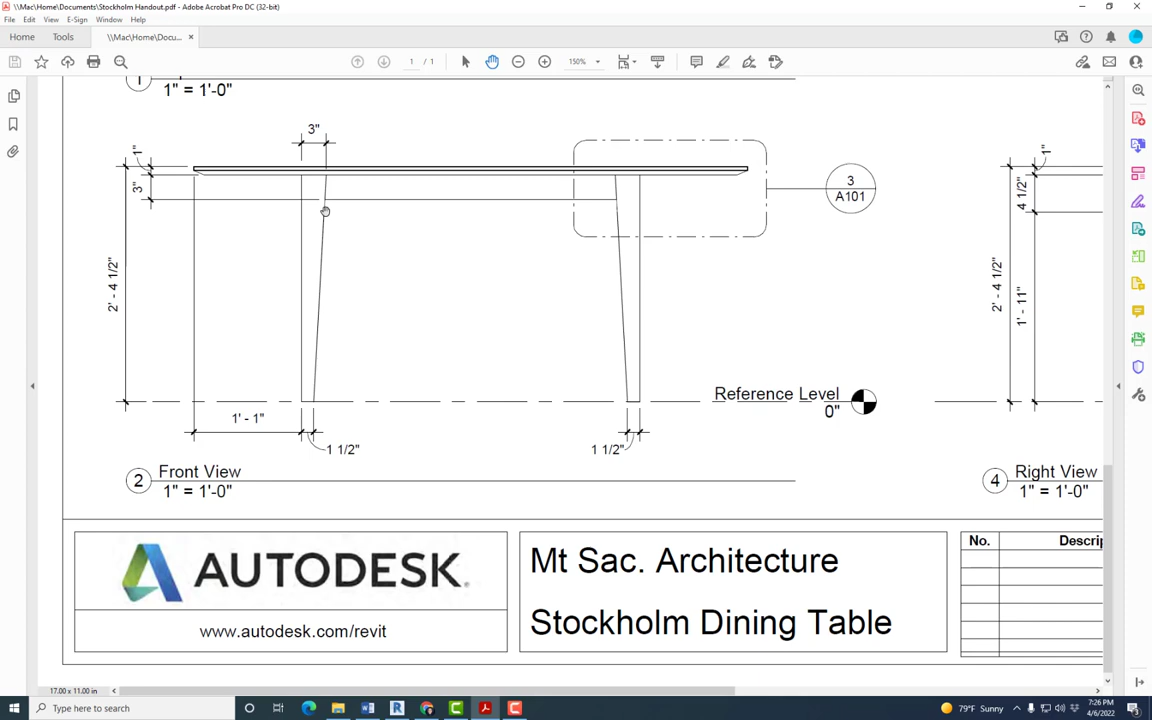 \\Mac\Home\Documents\Stockholm Handout.pdf - Adobe Acrobat Pro DC (32-bit)
File Edit View E-Sign Window Help
Home Tools \\Mac\Home\Docu... ×
1 / 1 150%
1
1" = 1'-0"
3"
1"
3"
2' - 4 1/2"
1' - 1"
1 1/2"
1 1/2"
3
A101
Reference Level
0"
1"
4 1/2"
2' - 4 1/2"
1' - 11"
2 Front View
1" = 1'-0"
4 Right View
1" = 1'-0"
AUTODESK.
www.autodesk.com/revit
Mt Sac. Architecture
Stockholm Dining Table
No. Descrip
17.00 x 11.00 in
Type here to search
79°F Sunny
7:26 PM
4/6/2022
3